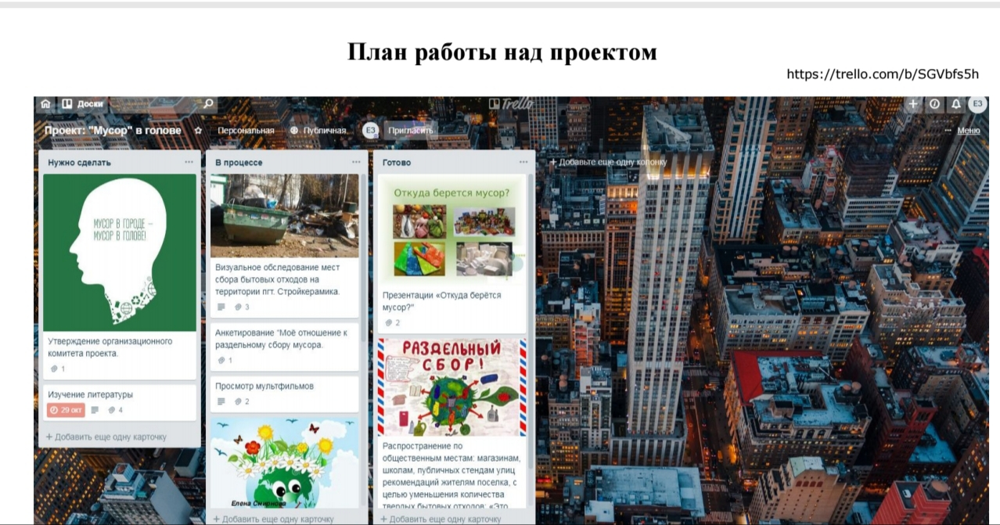 План работы над проектом
https://trello.com/b/SGVbfs5h
Доски
Trello
ЕЗ
Проект: "Мусор" в голове
Персональная
Публичная
ЕЗ
Пригласить
Меню
Нужно сделать
МУСОР В ГОРОДЕ –
МУСОР В ГОЛОВЕ!
Утверждение организационного
комитета проекта.
1
Изучение литературы
29 окт
4
+ Добавить еще одну карточку
В процессе
Визуальное обследование мест
сбора бытовых отходов на
территории пгт. Стройкерамика.
3
Анкетирование "Моё отношение к
раздельному сбору мусора.
1
Просмотр мультфильмов
2
Елена Смирнова
+ Добавить еще одну карточку
Готово
Откуда берется мусор?
Презентации «Откуда берётся
мусор?"
2
РАЗДЕЛЬНЫЙ
СБОР!
Распространение по
общественным местам: магазинам,
школам, публичных стендам улиц
рекомендаций жителям поселка, с
целью уменьшения количества
твердых бытовых отходов: «Это
+ Добавить еще одну карточку
+ Добавьте еще одну колонку